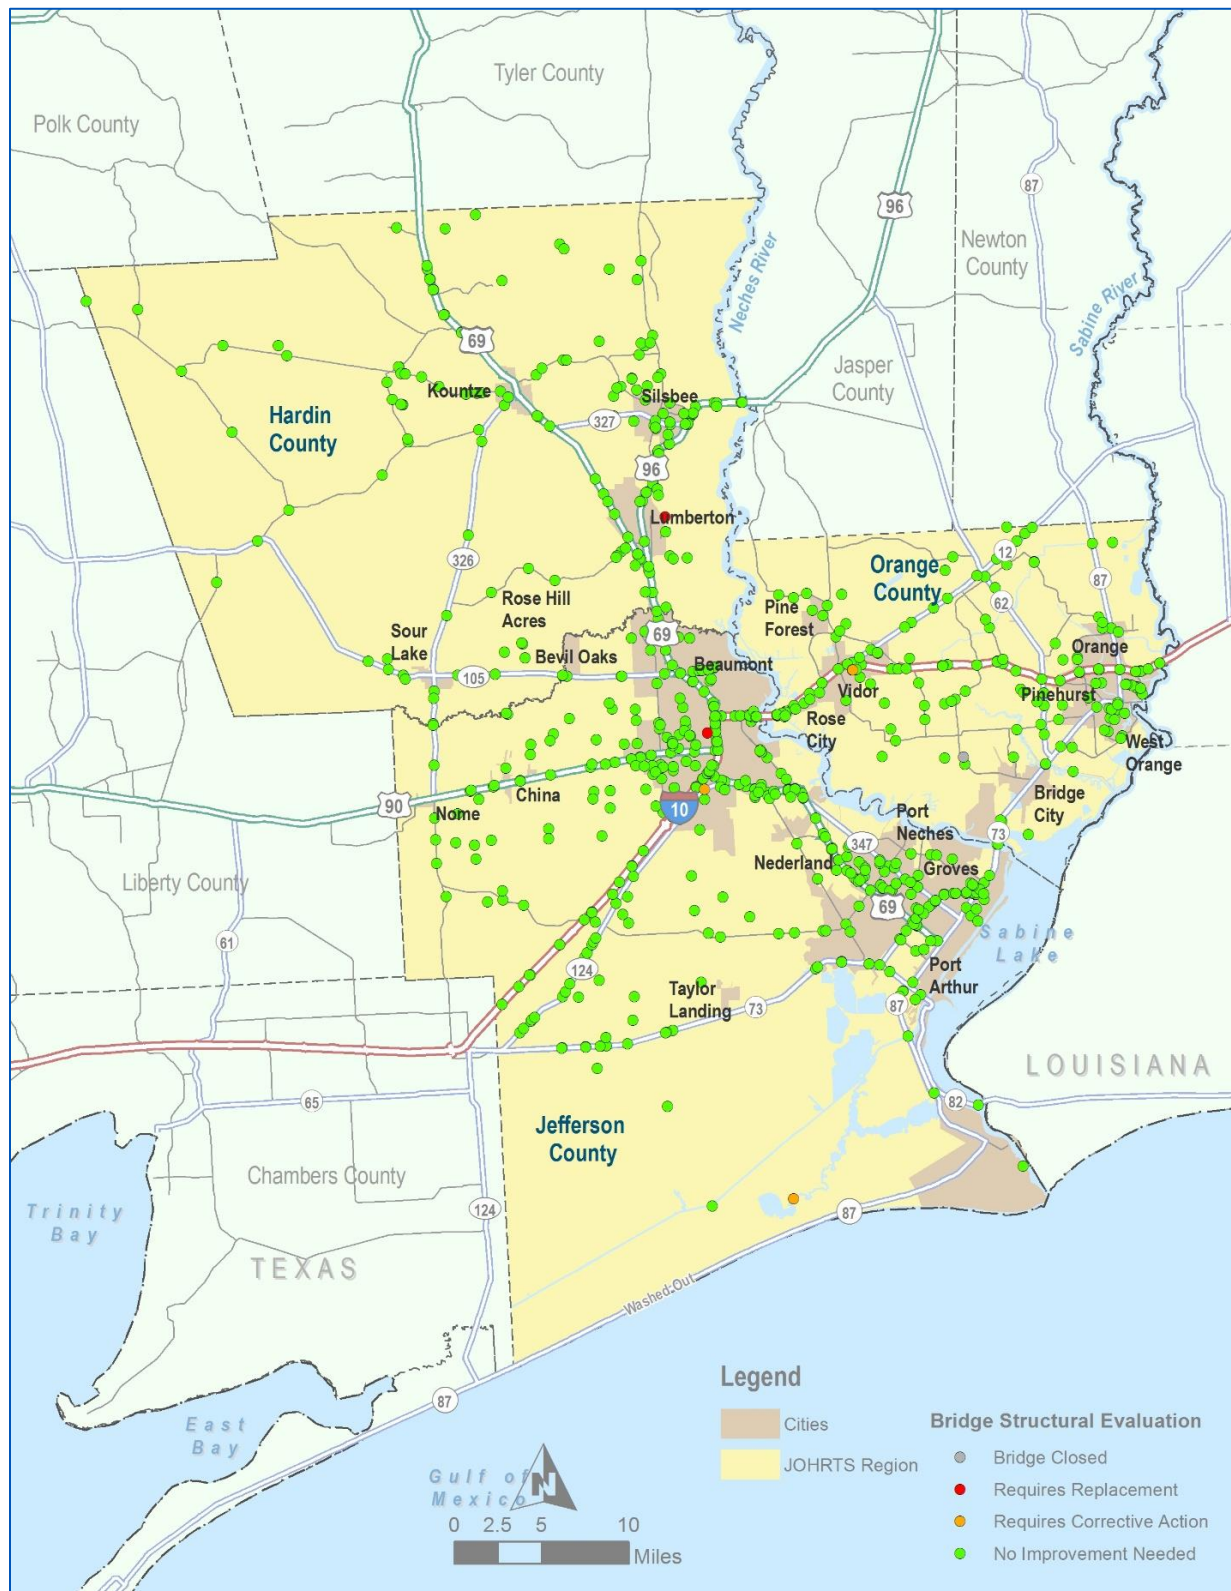 Tyler County
Polk County
87
96
Newton
County
Neches River
Sabine River
69
Jasper
County
Kountze
Silsbee
Hardin
County
327
96
Lumberton
12
Orange
County
326
87
Rose Hill
Acres
62
Pine
Forest
Sour
Lake
69
Orange
Bevil Oaks
Beaumont
105
Vidor
Pinehurst
Rose
City
West
Orange
China
Bridge
City
90
Nome
10
Port
Neches
73
347
Nederland
Groves
Liberty County
69
61
Sabine
Lake
124
Port
Arthur
Taylor
Landing
73
87
LOUISIANA
65
82
Jefferson
County
Chambers County
Trinity
Bay
124
87
TEXAS
Washed Out
Legend
87
East
Bay
Cities
JOHRTS Region
Bridge Structural Evaluation
Bridge Closed
Requires Replacement
Requires Corrective Action
No Improvement Needed
Gulf of
Mexico
N
0 2.5 5 10
Miles